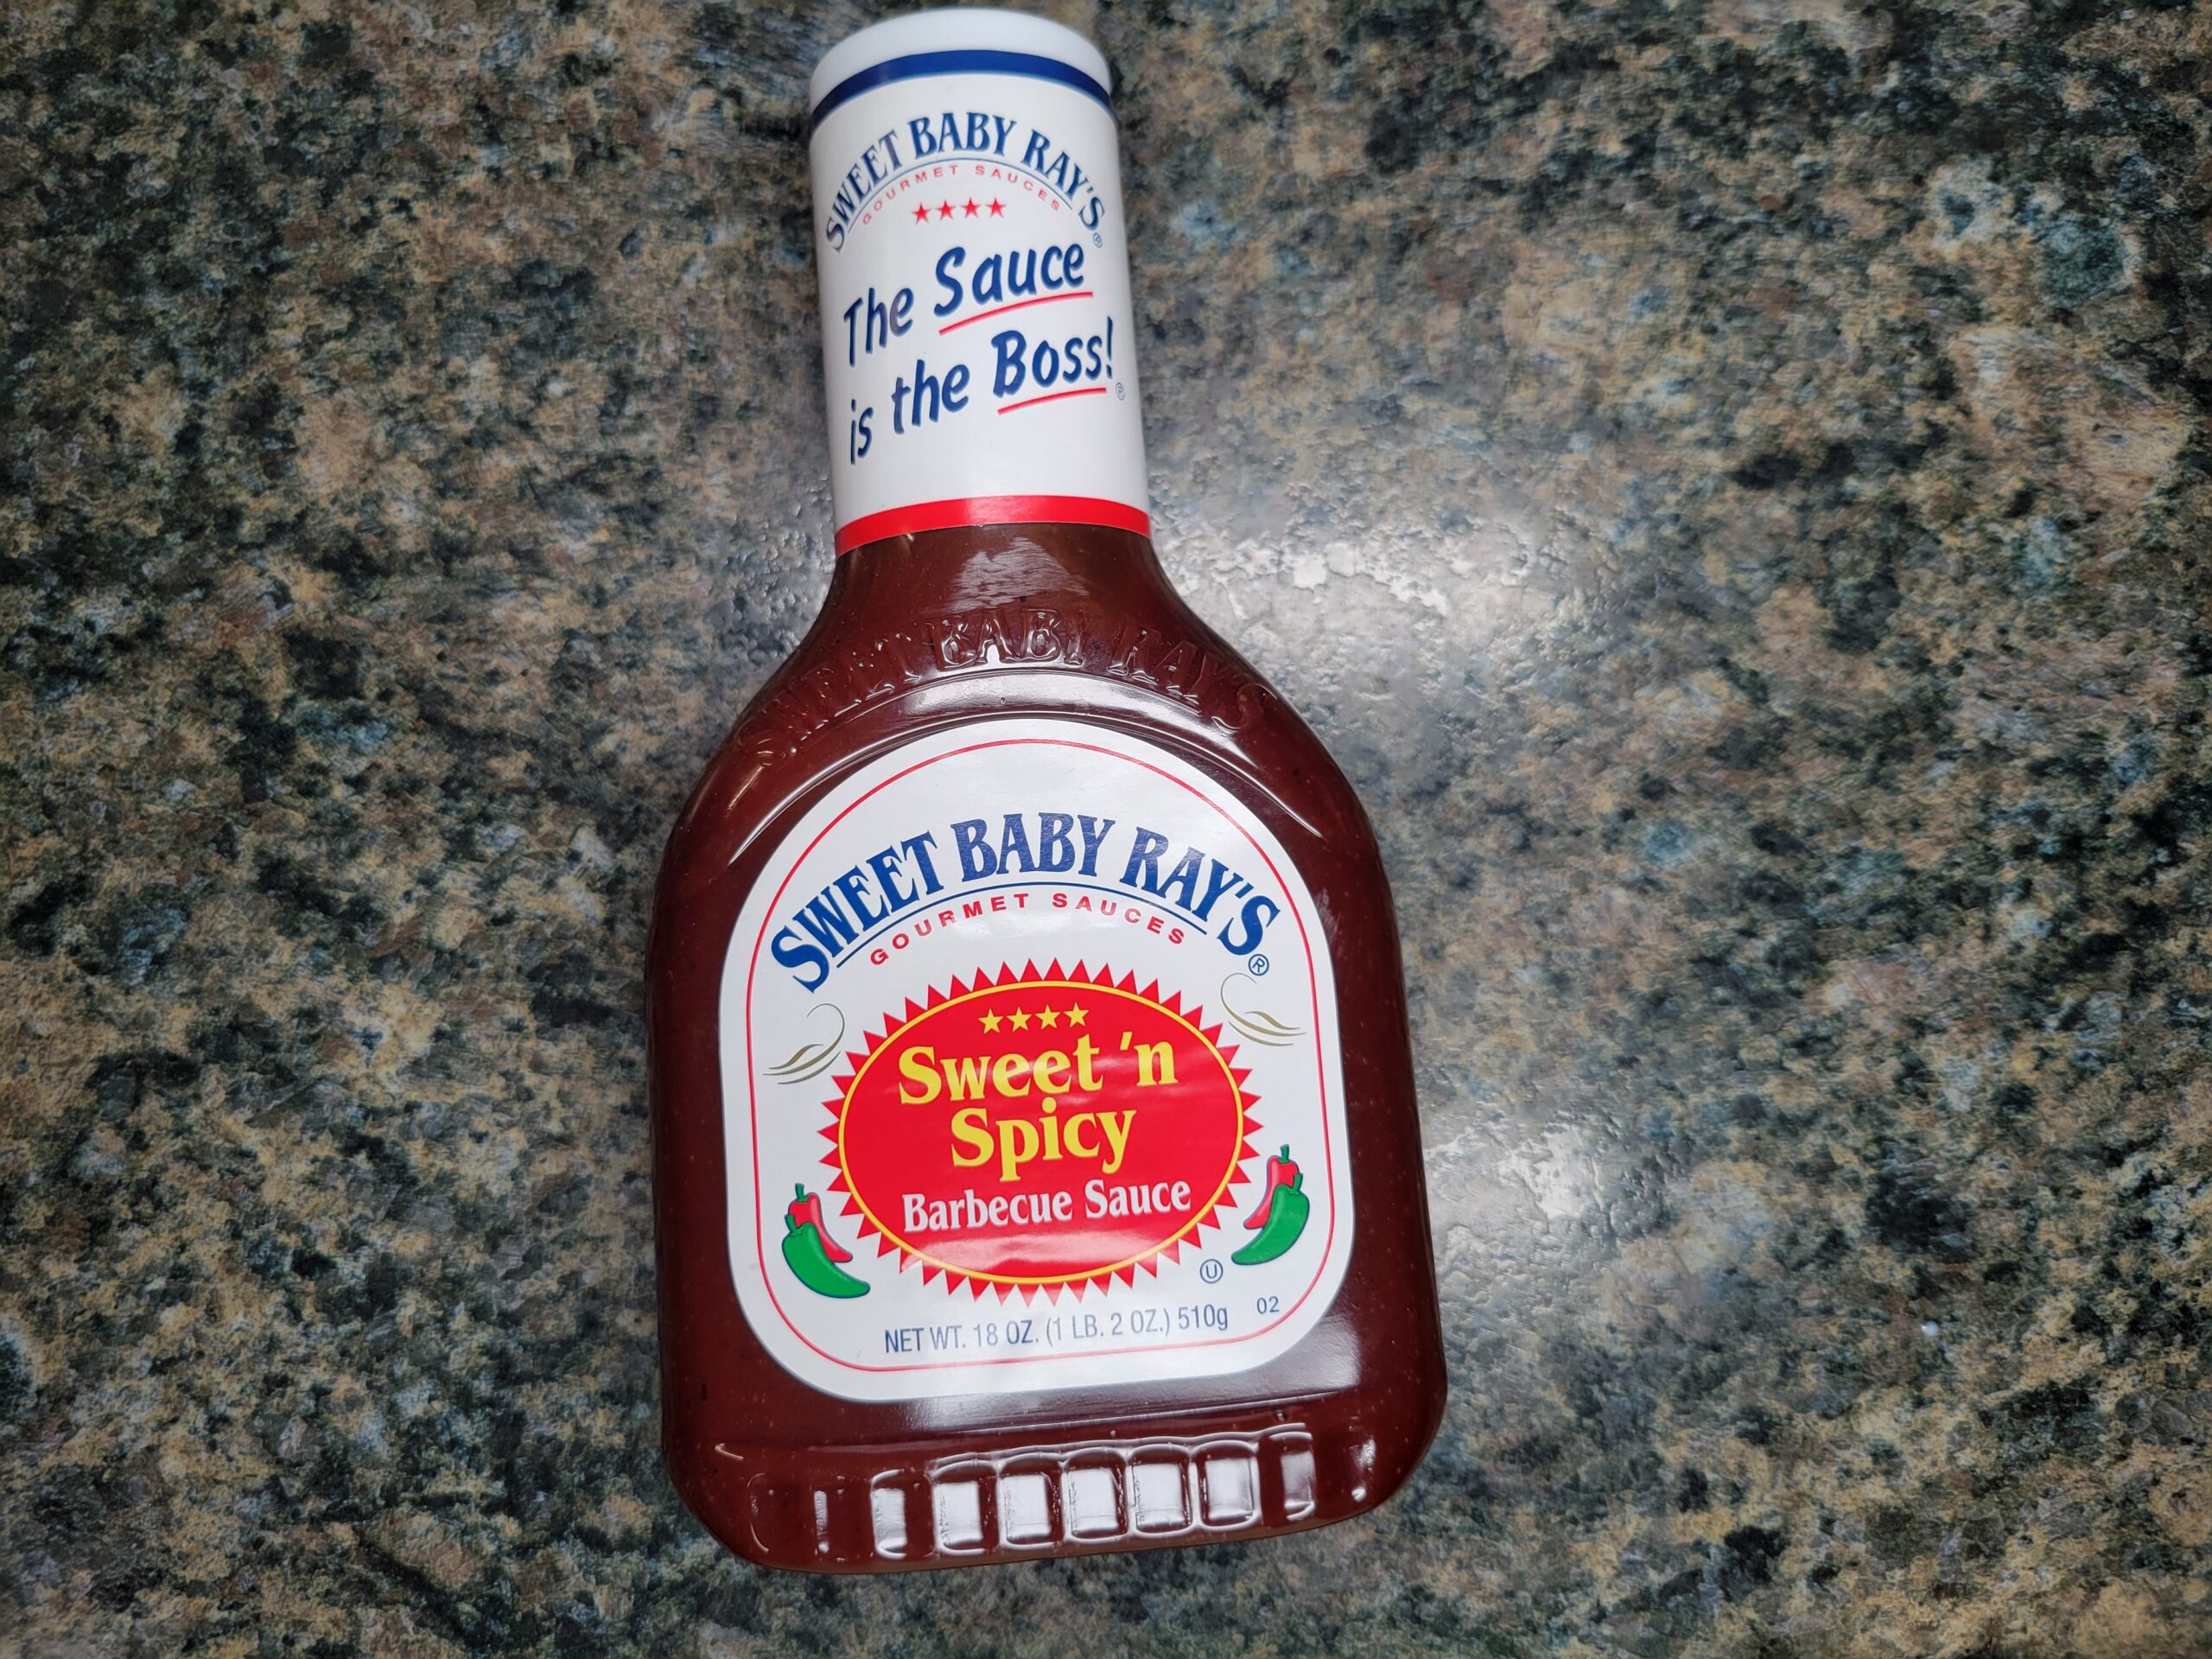 SWEET BABY RAY'S®
GOURMET SAUCES
The Sauce
is the Boss!®
SWEET BABY RAY'S
SWEET BABY RAY'S®
GOURMET SAUCES
Sweet 'n
Spicy
Barbecue Sauce
U
NET WT. 18 OZ. (1 LB. 2 OZ.) 510g 02